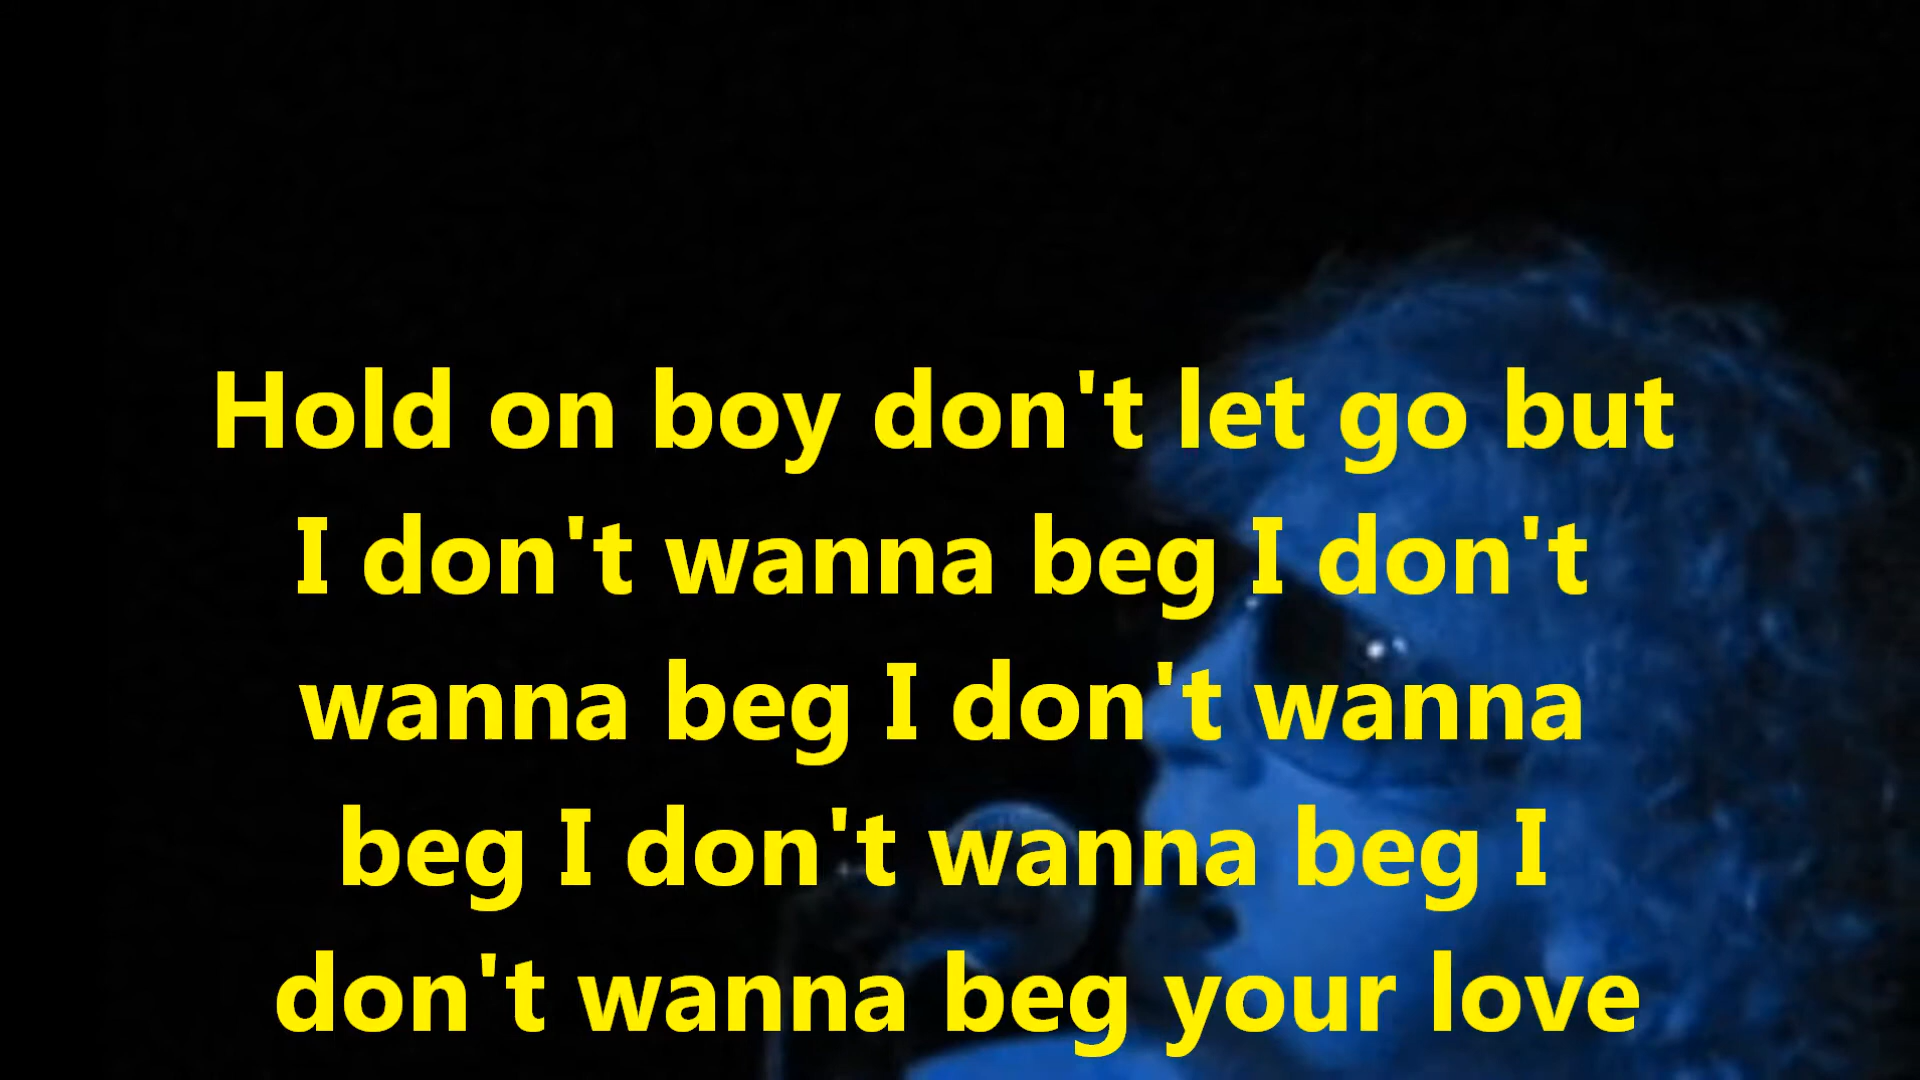 Hold on boy don't let go but
I don't wanna beg I don't
wanna beg I don't wanna
beg I don't wanna beg I
don't wanna beg your love